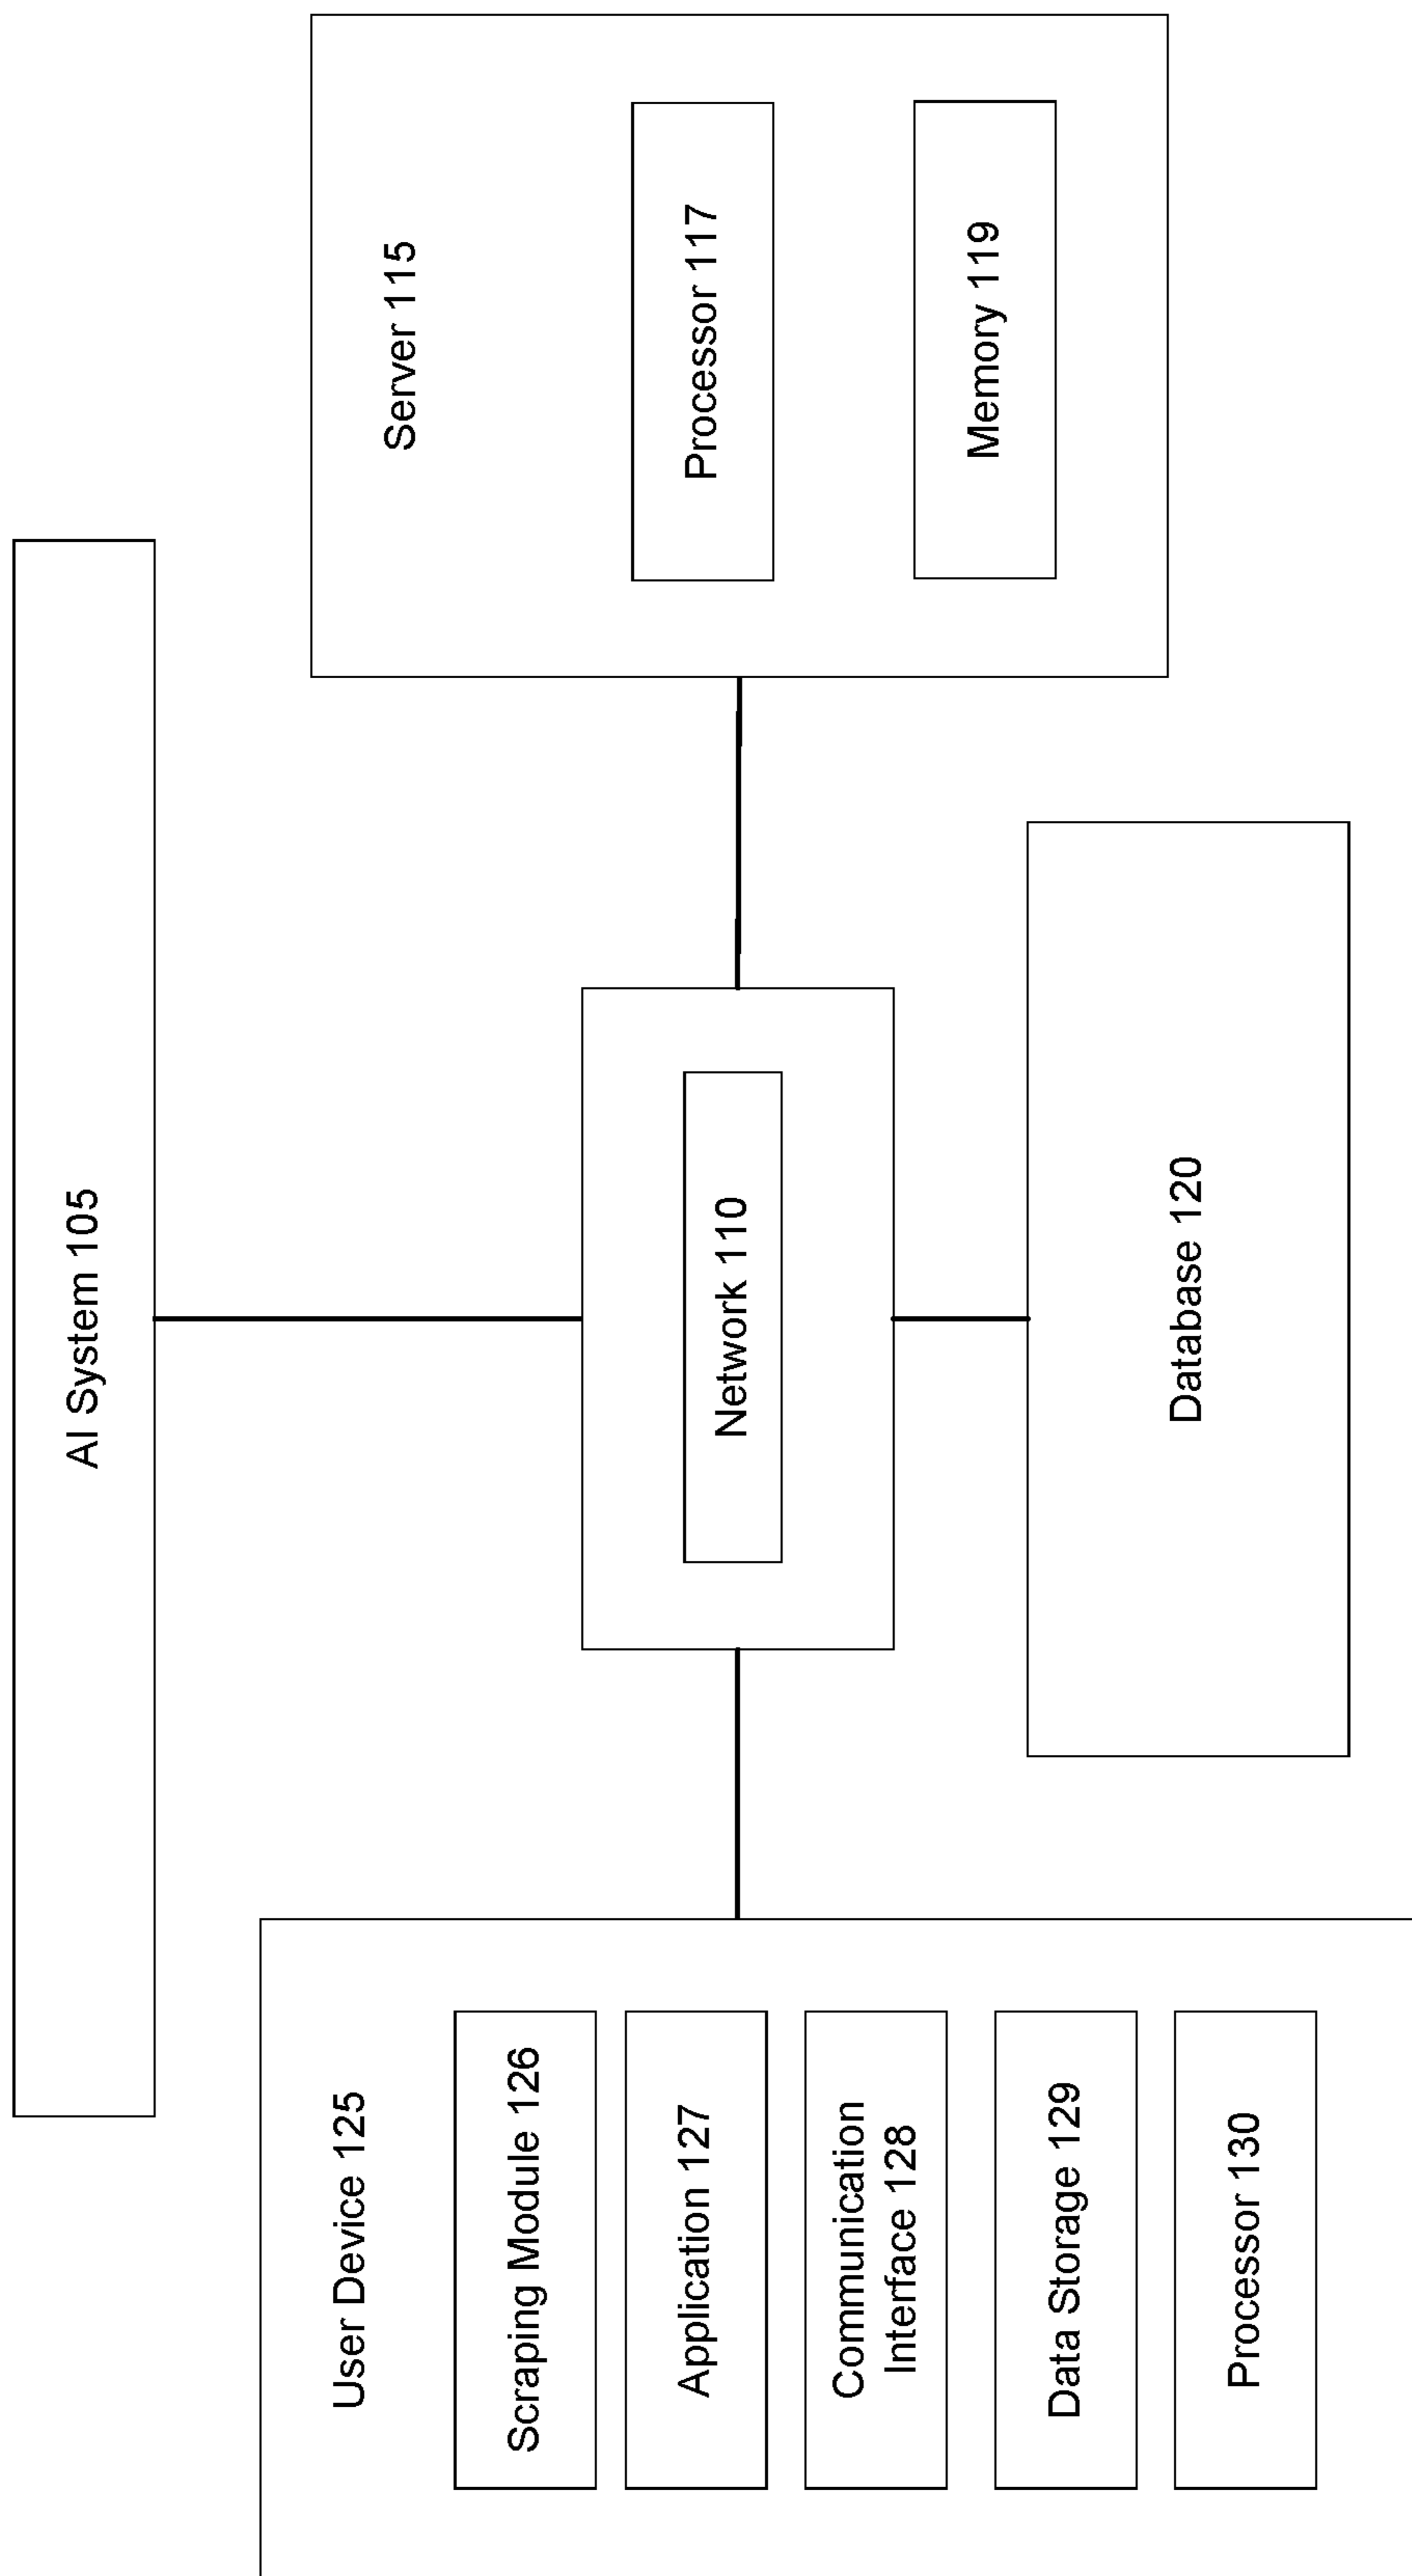 AI System 105
User Device 125
Scraping Module 126
Application 127
Communication
Interface 128
Data Storage 129
Processor 130
Network 110
Database 120
Server 115
Processor 117
Memory 119